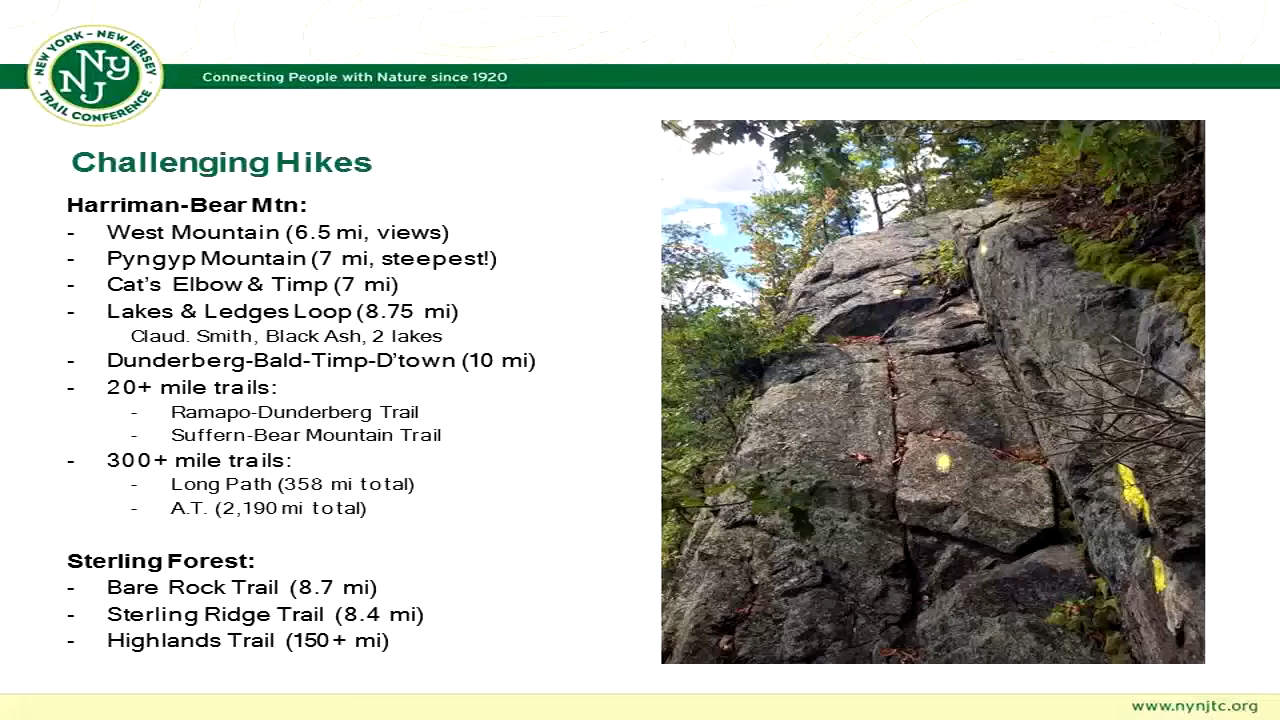 NEW YORK – NEW JERSEY
NY
NJ
TRAIL CONFERENCE
Connecting People with Nature since 1920
Challenging Hikes
Harriman-Bear Mtn:
- West Mountain (6.5 mi, views)
- Pyngyp Mountain (7 mi, steepest!)
- Cat's Elbow & Timp (7 mi)
- Lakes & Ledges Loop (8.75 mi)
Claud. Smith, Black Ash, 2 lakes
- Dunderberg-Bald-Timp-D'town (10 mi)
- 20+ mile trails:
- Ramapo-Dunderberg Trail
- Suffern-Bear Mountain Trail
- 300+ mile trails:
- Long Path (358 mi total)
- A.T. (2,190 mi total)
Sterling Forest:
- Bare Rock Trail (8.7 mi)
- Sterling Ridge Trail (8.4 mi)
- Highlands Trail (150+ mi)
www.nynjtc.org